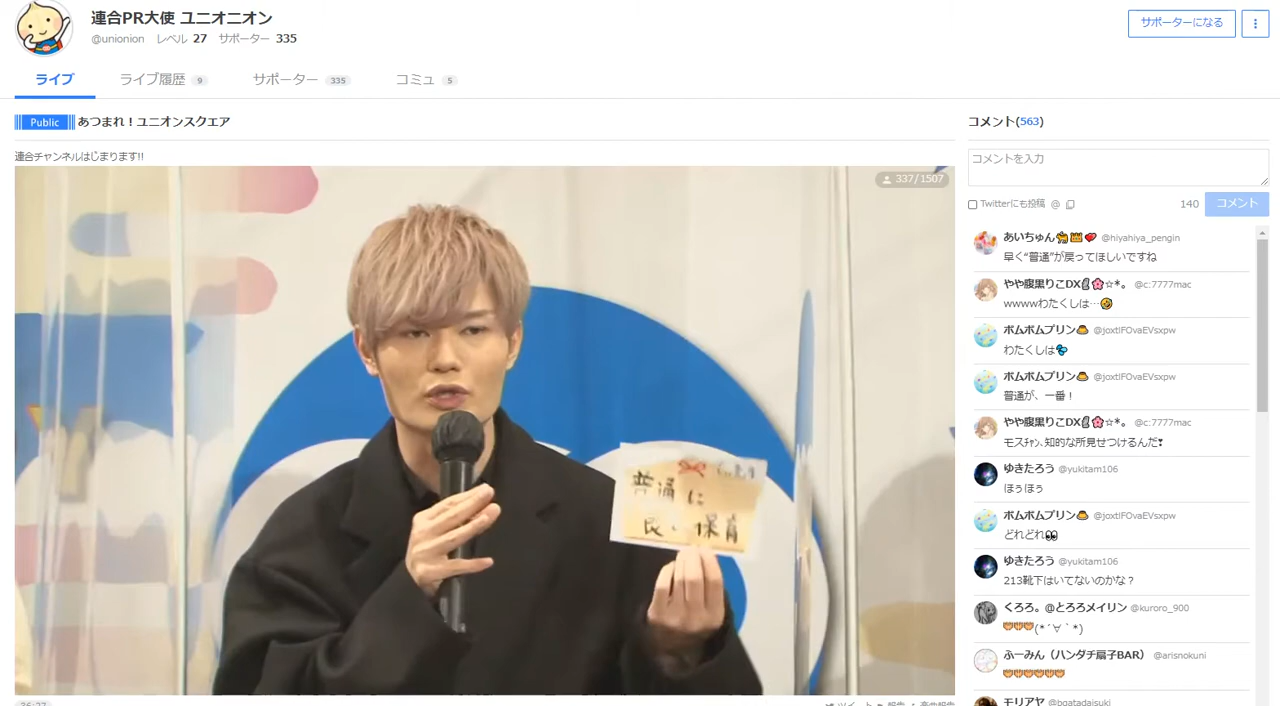 連合PR大使 ユニオニオン
@unionion レベル 27 サポーター 335
サポーターになる
ライブ ライブ履歴 9 サポーター 335 コミュ 5
Public あつまれ！ユニオンスクエア
連合チャンネルはじまります!!
337/1507
普通に
良い保育
コメント(563)
コメントを入力
Twitterにも投稿 @ 140 コメント
あいちゅん @hiyahiya_pengin
早く“普通”が戻ってほしいですね
やや腹黒りこDX☆*。 @c:7777mac
wwwwわたくしは…
ボムボムプリン @joxtlFOvaEVsxpw
わたくしは
ボムボムプリン @joxtlFOvaEVsxpw
普通が、一番！
やや腹黒りこDX☆*。 @c:7777mac
モスﾁｬﾝ､知的な所見せつけるんだ❣
ゆきたろう @yukitam106
ほぅほぅ
ボムボムプリン @joxtlFOvaEVsxpw
どれどれ👀
ゆきたろう @yukitam106
213靴下はいてないのかな？
くろろ。@とろろメイリン @kuroro_900
(*´∀｀*)
ふーみん（ハンダチ扇子BAR） @arisnokuni
モリアヤ @bgatadaisuki